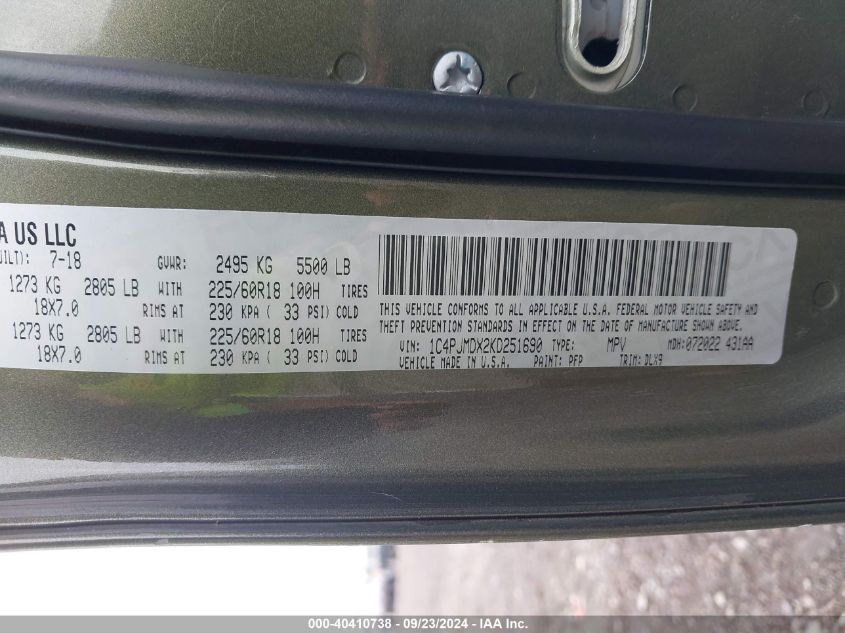 A US LLC
UILT): 7-18 GVWR: 2495 KG 5500 LB
1273 KG 2805 LB WITH 225/60R18 100H TIRES
18X7.0 RIMS AT 230 KPA ( 33 PSI) COLD
1273 KG 2805 LB WITH 225/60R18 100H TIRES
18X7.0 RIMS AT 230 KPA ( 33 PSI) COLD
THIS VEHICLE CONFORMS TO ALL APPLICABLE U.S.A. FEDERAL MOTOR VEHICLE SAFETY AND
THEFT PREVENTION STANDARDS IN EFFECT ON THE DATE OF MANUFACTURE SHOWN ABOVE.
VIN: 1C4PJMDX2KD251690 TYPE: MPV MDH: 072022 431AA
VEHICLE MADE IN U.S.A. PAINT: PFP TRIM: DLX9
000-40410738 - 09/23/2024 - IAA Inc.